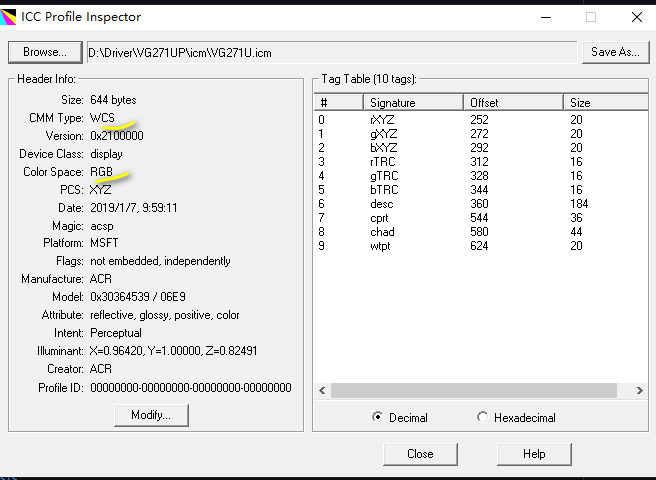 ICC Profile Inspector
Browse... D:\Driver\VG271UP\icm\VG271U.icm Save As...
Header Info:
Size: 644 bytes
CMM Type: WCS
Version: 0x2100000
Device Class: display
Color Space: RGB
PCS: XYZ
Date: 2019/1/7, 9:59:11
Magic: acsp
Platform: MSFT
Flags: not embedded, independently
Manufacture: ACR
Model: 0x30364539 / 06E9
Attribute: reflective, glossy, positive, color
Intent: Perceptual
Illuminant: X=0.96420, Y=1.00000, Z=0.82491
Creator: ACR
Profile ID: 00000000-00000000-00000000-00000000
Modify...
Tag Table (10 tags):
# Signature Offset Size
0 rXYZ 252 20
1 gXYZ 272 20
2 bXYZ 292 20
3 rTRC 312 16
4 gTRC 328 16
5 bTRC 344 16
6 desc 360 184
7 cprt 544 36
8 chad 580 44
9 wtpt 624 20
Decimal Hexadecimal
Close Help